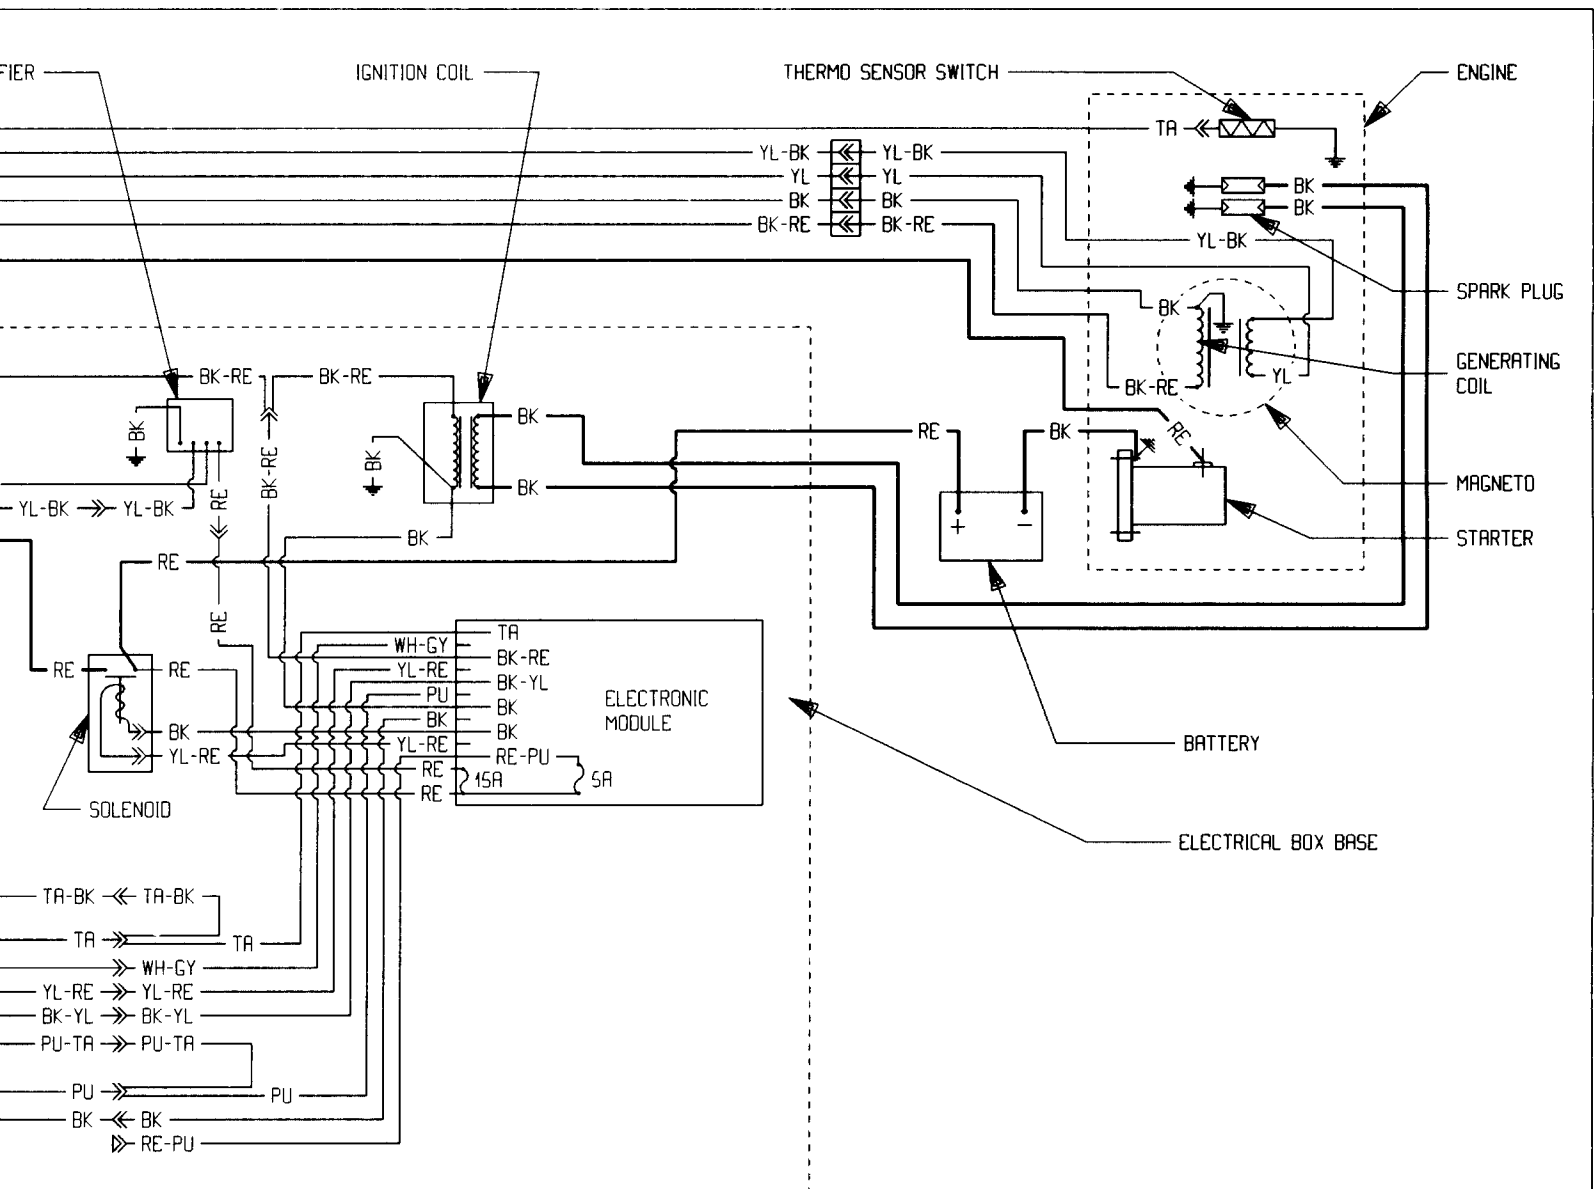 FIER
IGNITION COIL
THERMO SENSOR SWITCH
ENGINE
TA
YL-BK
YL-BK
YL
YL
BK
BK
BK
BK
BK-RE
BK-RE
YL-BK
SPARK PLUG
BK
GENERATING
COIL
YL
BK-RE
BK-RE
BK-RE
BK
BK
BK
RE
BK
RE
BK-RE
MAGNETO
RE
BK
YL-BK
YL-BK
+
-
BK
STARTER
RE
RE
TA
WH-GY
BK-RE
YL-RE
BK-YL
PU
BK
BK
BK
YL-RE
RE-PU
RE
15A
5A
RE
ELECTRONIC
MODULE
RE
RE
BK
YL-RE
SOLENOID
BATTERY
ELECTRICAL BOX BASE
TA-BK
TA-BK
TA
TA
WH-GY
YL-RE
YL-RE
BK-YL
BK-YL
PU-TA
PU-TA
PU
PU
BK
BK
RE-PU